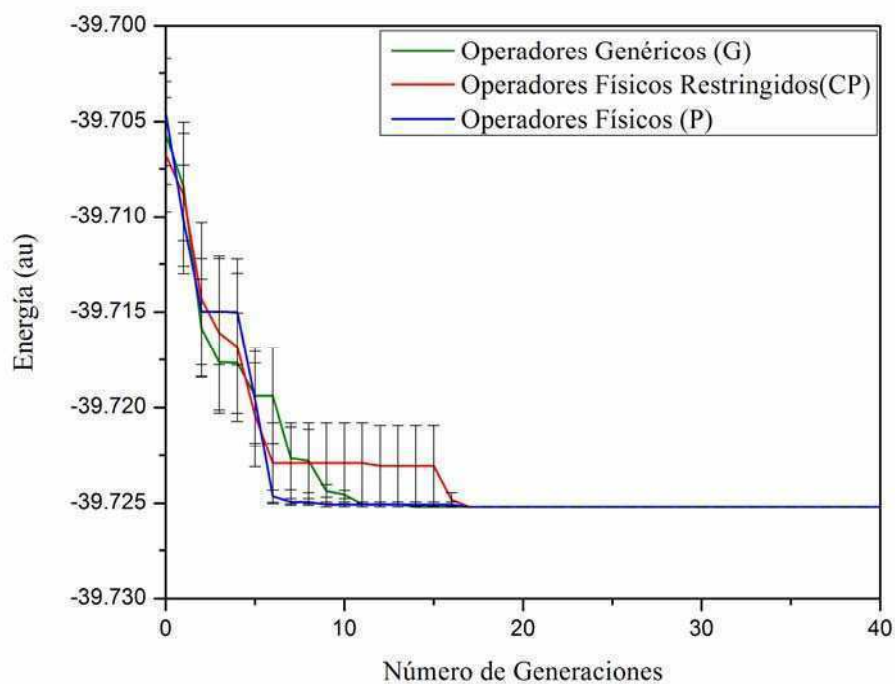 -39.700
-39.705
-39.710
-39.715
-39.720
-39.725
-39.730
Energía (au)
Operadores Genéricos (G)
Operadores Físicos Restringidos(CP)
Operadores Físicos (P)
0
10
20
30
40
Número de Generaciones